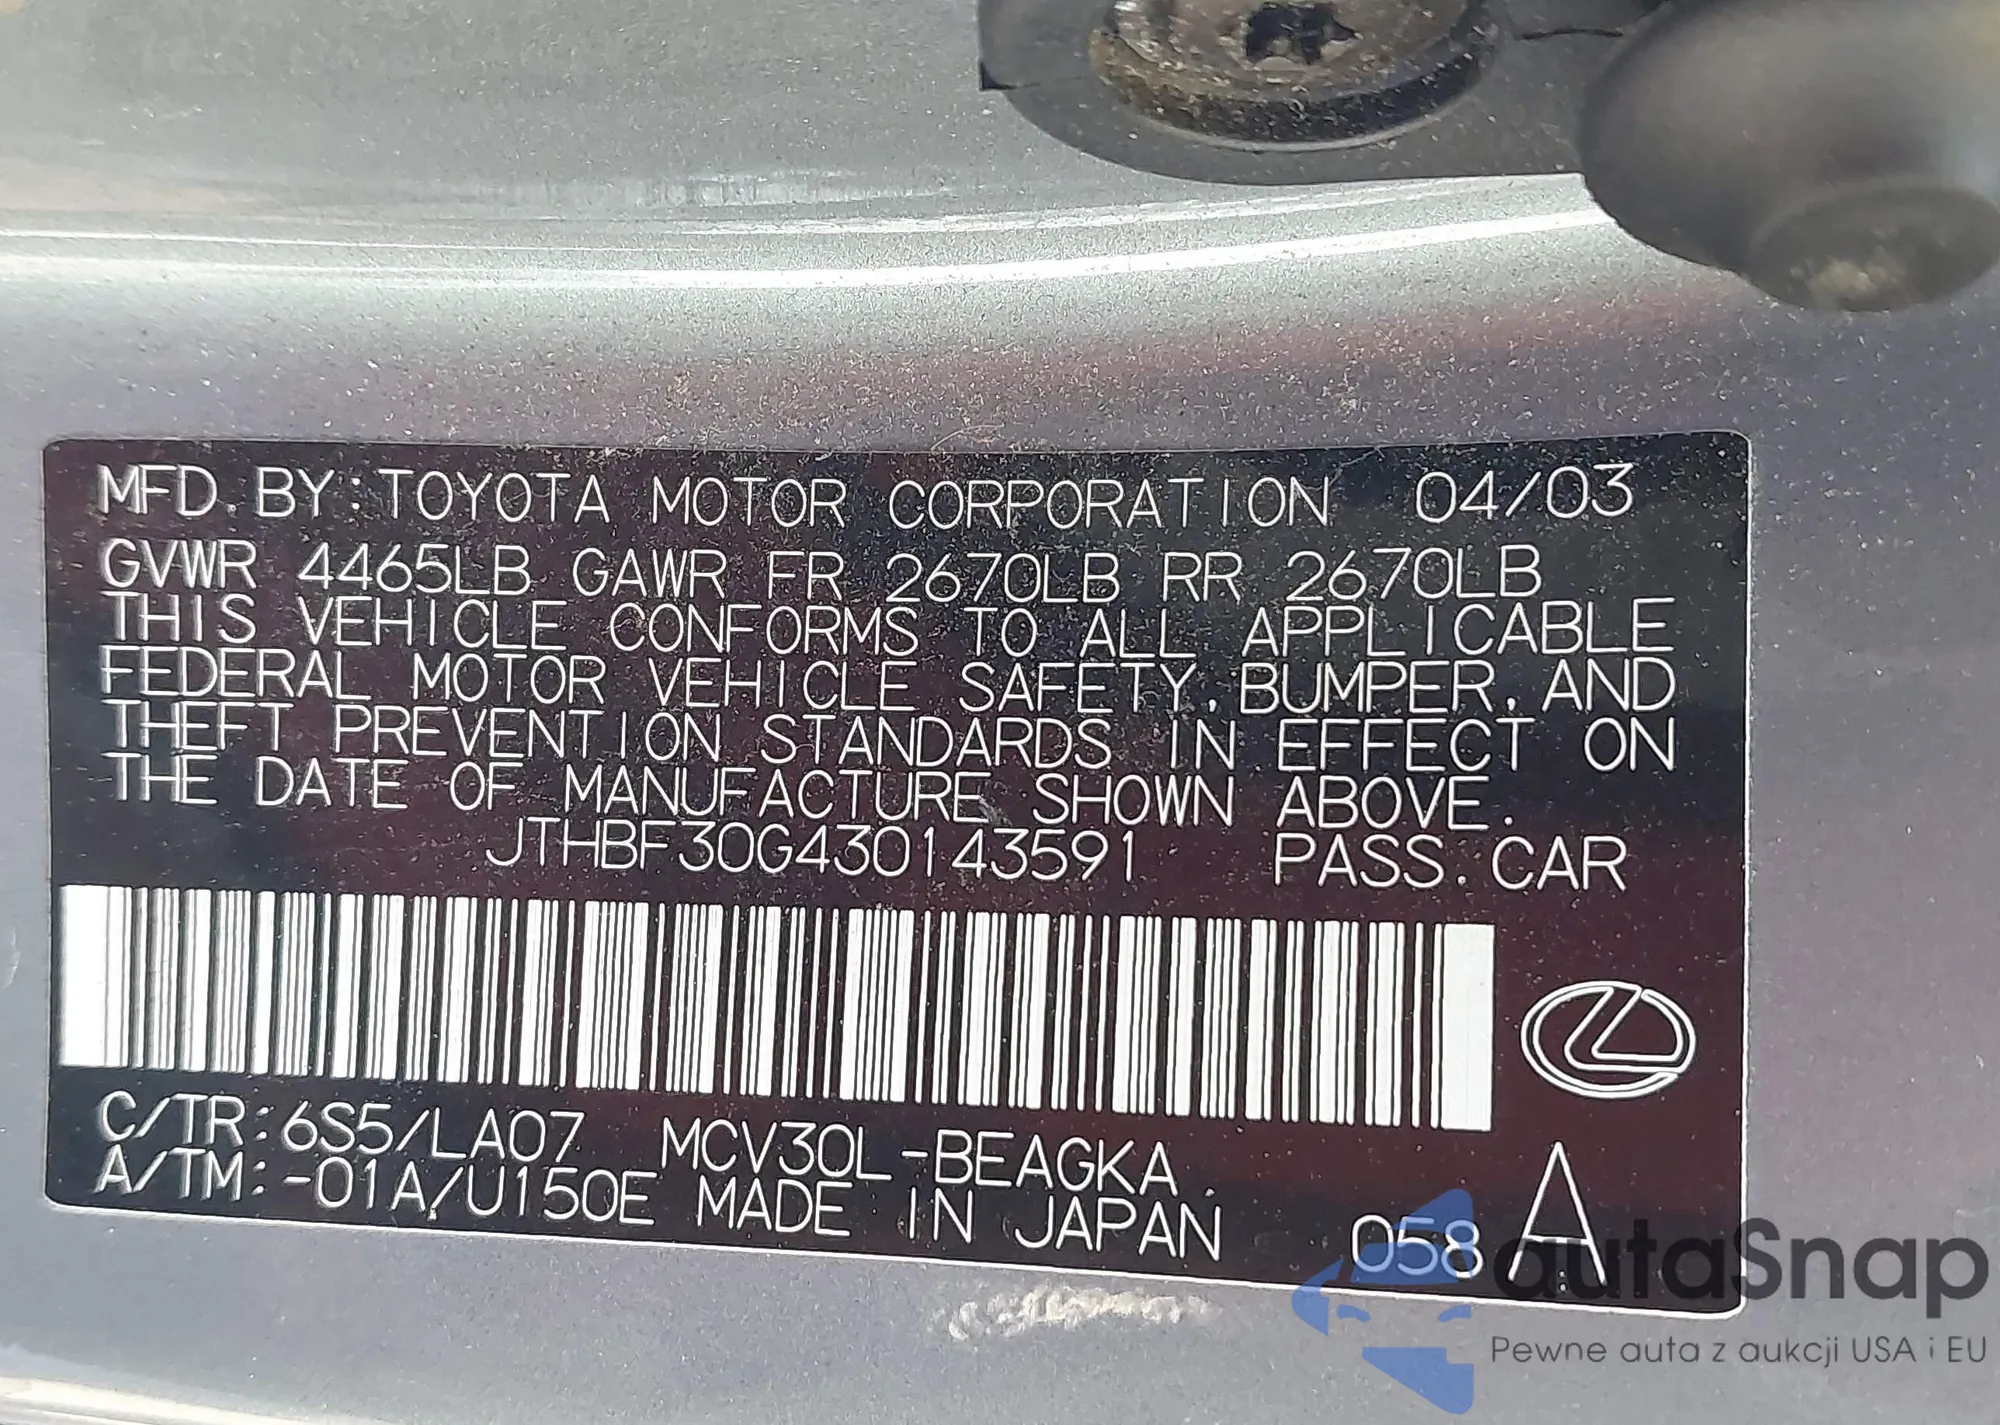 MFD. BY: TOYOTA MOTOR CORPORATION 04/03
GVWR 4465LB GAWR FR 2670LB RR 2670LB
THIS VEHICLE CONFORMS TO ALL APPLICABLE
FEDERAL MOTOR VEHICLE SAFETY, BUMPER, AND
THEFT PREVENTION STANDARDS IN EFFECT ON
THE DATE OF MANUFACTURE SHOWN ABOVE.
JTHBF30G430143591 PASS. CAR
C/TR: 6S5/LA07 MCV30L-BEAGKA
A/TM: -01A/U150E MADE IN JAPAN
058 A
autaSnap
Pewne auta z aukcji USA i EU